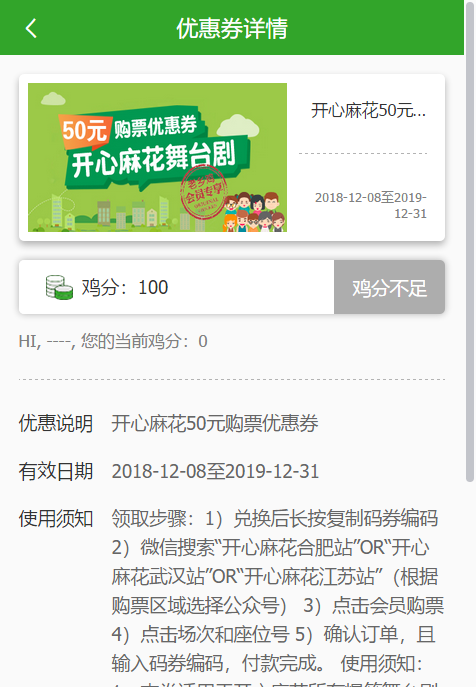 优惠券详情
50元 购票优惠券
开心麻花舞台剧
老乡鸡
会员专享
开心麻花50元...
2018-12-08至2019-
12-31
鸡分：100
鸡分不足
HI, ----, 您的当前鸡分：0
优惠说明 开心麻花50元购票优惠券
有效日期 2018-12-08至2019-12-31
使用须知 领取步骤：1）兑换后长按复制码券编码
2）微信搜索“开心麻花合肥站”OR“开心
麻花武汉站”OR“开心麻花江苏站”（根据
购票区域选择公众号） 3）点击会员购票
4）点击场次和座位号 5）确认订单，且
输入码券编码，付款完成。 使用须知：